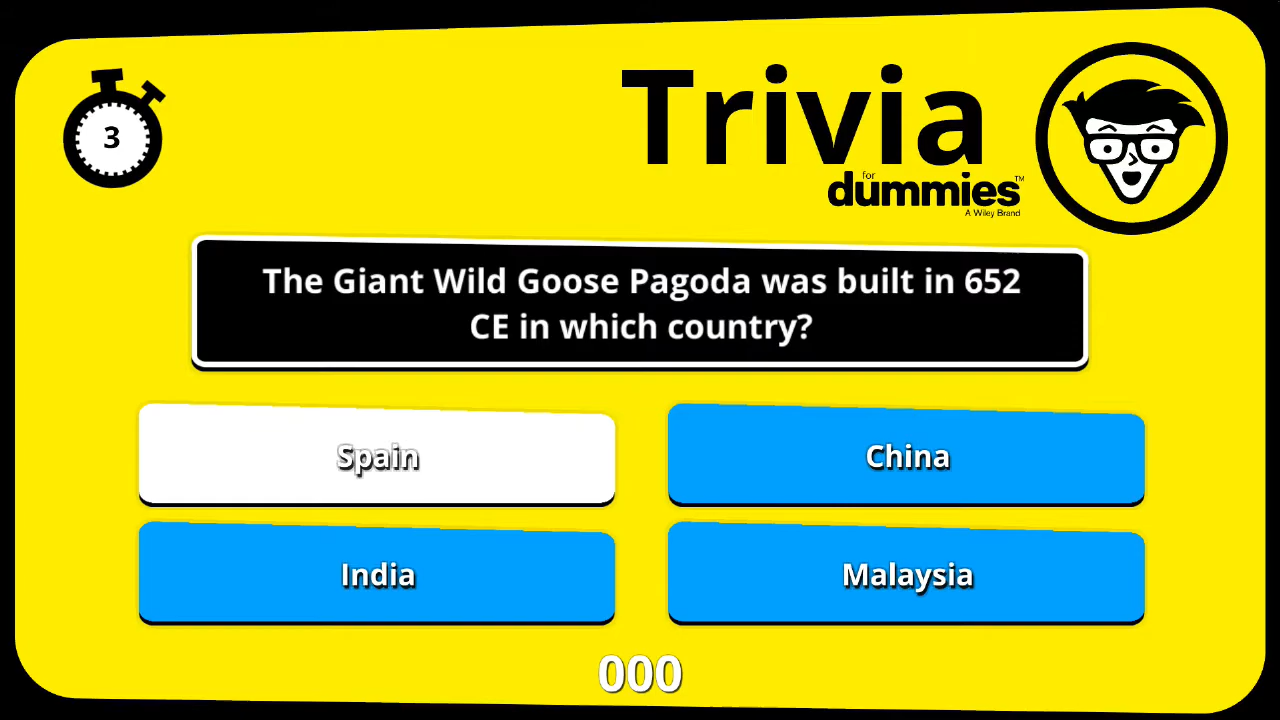 3
Trivia
for
dummies™
A Wiley Brand
The Giant Wild Goose Pagoda was built in 652
CE in which country?
Spain
China
India
Malaysia
000